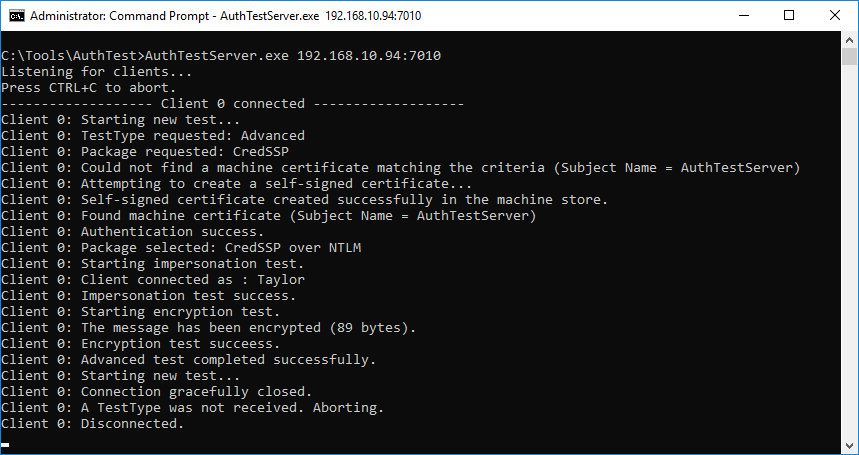 Administrator: Command Prompt - AuthTestServer.exe  192.168.10.94:7010
C:\Tools\AuthTest>AuthTestServer.exe 192.168.10.94:7010
Listening for clients...
Press CTRL+C to abort.
------------------- Client 0 connected -------------------
Client 0: Starting new test...
Client 0: TestType requested: Advanced
Client 0: Package requested: CredSSP
Client 0: Could not find a machine certificate matching the criteria (Subject Name = AuthTestServer)
Client 0: Attempting to create a self-signed certificate...
Client 0: Self-signed certificate created successfully in the machine store.
Client 0: Found machine certificate (Subject Name = AuthTestServer)
Client 0: Authentication success.
Client 0: Package selected: CredSSP over NTLM
Client 0: Starting impersonation test.
Client 0: Client connected as : Taylor
Client 0: Impersonation test success.
Client 0: Starting encryption test.
Client 0: The message has been encrypted (89 bytes).
Client 0: Encryption test succeess.
Client 0: Advanced test completed successfully.
Client 0: Starting new test...
Client 0: Connection gracefully closed.
Client 0: A TestType was not received. Aborting.
Client 0: Disconnected.